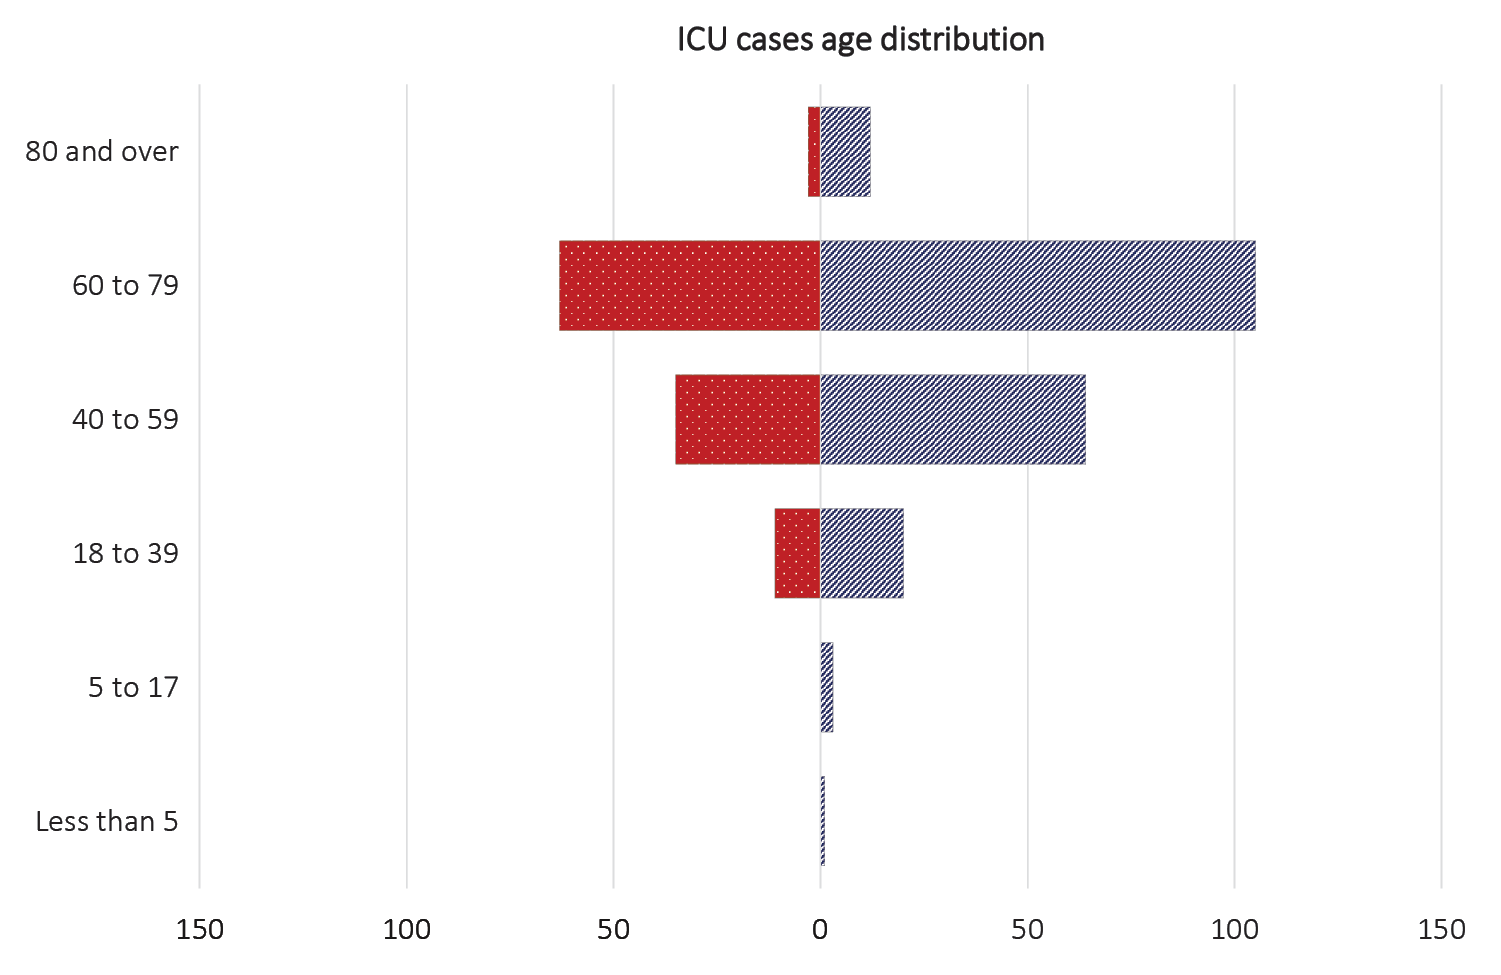 ICU cases age distribution
80 and over
60 to 79
40 to 59
18 to 39
5 to 17
Less than 5
150 100 50 0 50 100 150